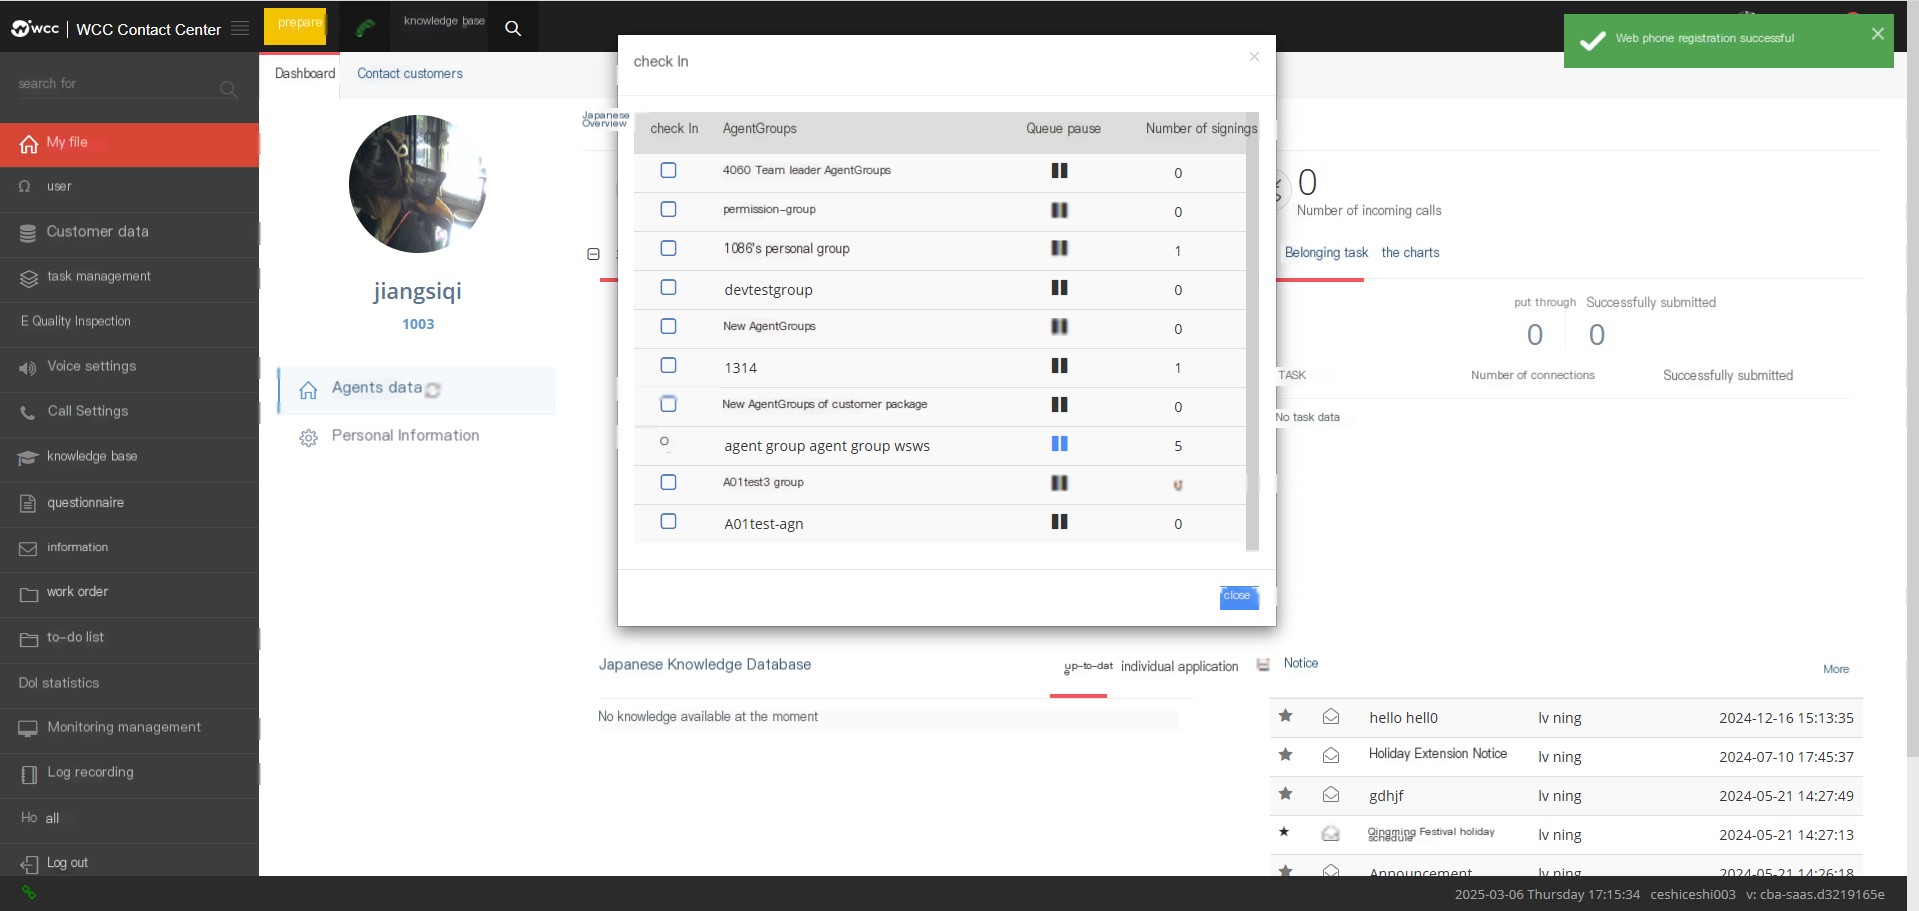 wcc | WCC Contact Center
prepare
knowledge base
Web phone registration successful
search for
My file
user
Customer data
task management
E Quality Inspection
Voice settings
Call Settings
knowledge base
questionnaire
information
work order
to-do list
Dol statistics
Monitoring management
Log recording
Ho all
Log out
Dashboard
Contact customers
jiangsiqi
1003
Agents data
Personal Information
Japanese
Overview
check In
check In AgentGroups Queue pause Number of signings
4060 Team leader AgentGroups 0
permission-group 0
1086's personal group 1
devtestgroup 0
New AgentGroups 0
1314 1
New AgentGroups of customer package 0
agent group agent group wsws 5
A01test3 group
A01test-agn 0
close
0
Number of incoming calls
Belonging task the charts
put through Successfully submitted
0 0
TASK Number of connections Successfully submitted
No task data
Japanese Knowledge Database
up-to-dat
e
individual application
No knowledge available at the moment
Notice
More
hello hell0 lv ning 2024-12-16 15:13:35
Holiday Extension Notice lv ning 2024-07-10 17:45:37
gdhjf lv ning 2024-05-21 14:27:49
Qingming Festival holiday
schedule
lv ning 2024-05-21 14:27:13
Announcement lv ning 2024-05-21 14:26:18
2025-03-06 Thursday 17:15:34 ceshiceshi003 v: cba-saas.d3219165e